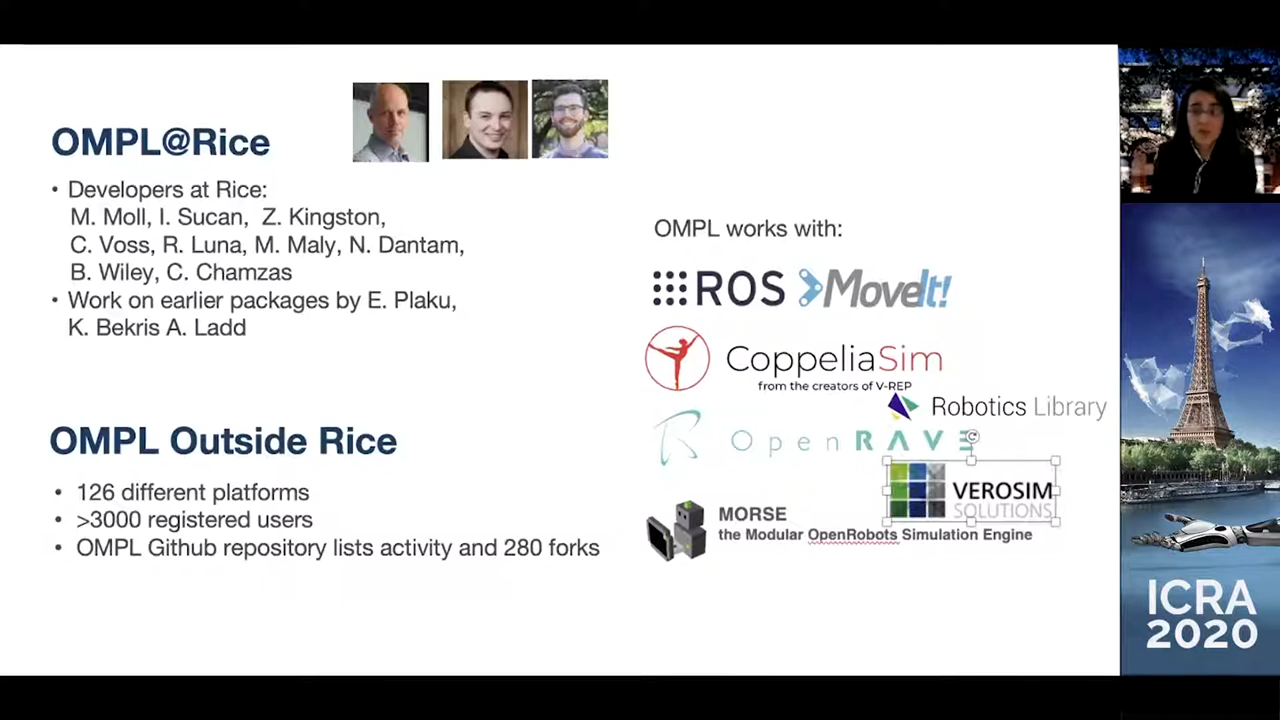 OMPL@Rice
• Developers at Rice:
M. Moll, I. Sucan, Z. Kingston,
C. Voss, R. Luna, M. Maly, N. Dantam,
B. Wiley, C. Chamzas
• Work on earlier packages by E. Plaku,
K. Bekris A. Ladd
OMPL Outside Rice
• 126 different platforms
• >3000 registered users
• OMPL Github repository lists activity and 280 forks
OMPL works with:
ROS MoveIt!
CoppeliaSim
from the creators of V-REP
Robotics Library
OpenRAVE
VEROSIM
SOLUTIONS
MORSE
the Modular OpenRobots Simulation Engine
ICRA
2020